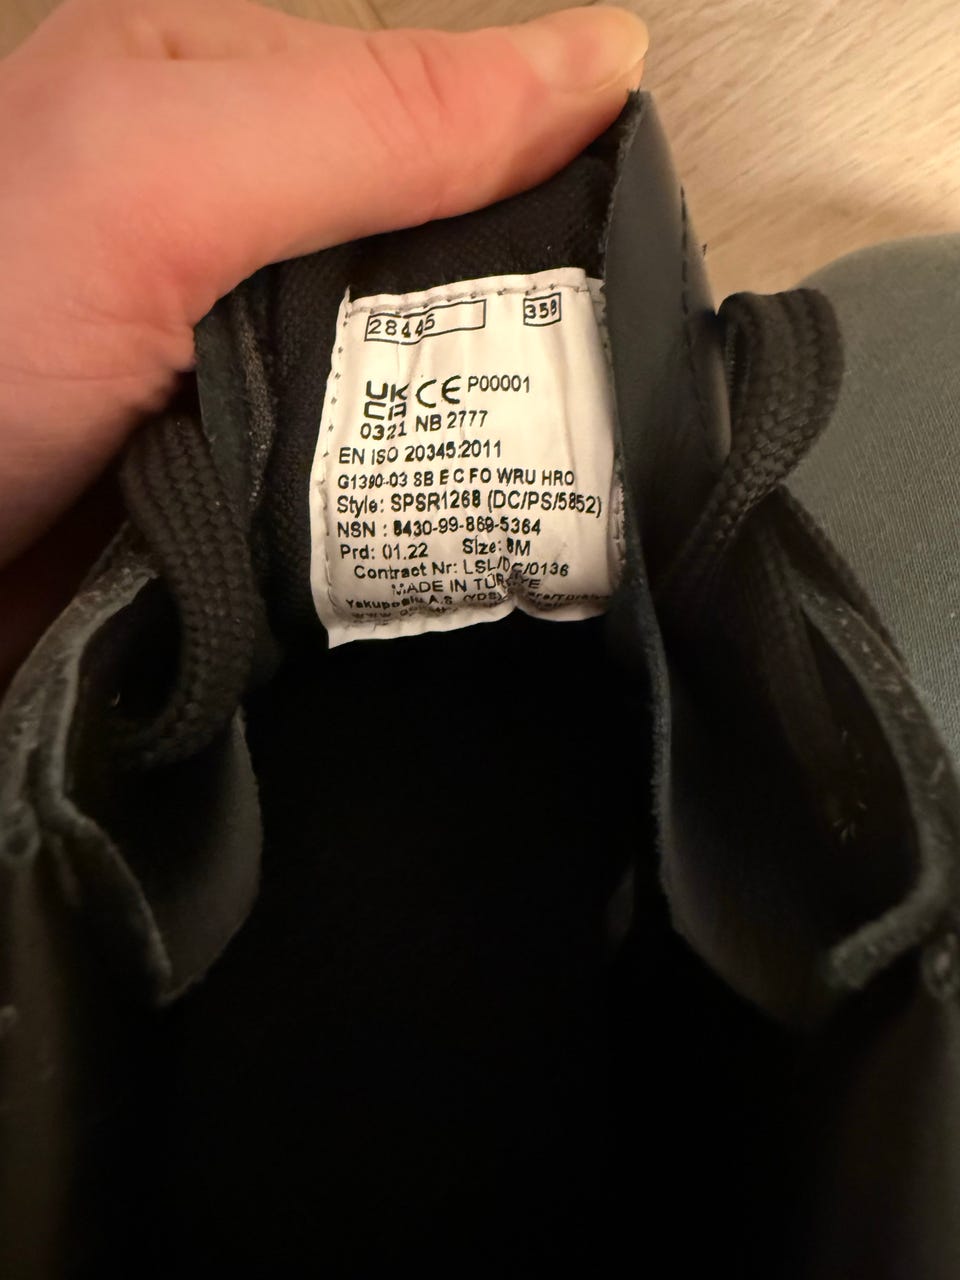 28445 358
UK CE P00001
CA
0321 NB 2777
EN ISO 20345:2011
G1390-03 SB E C FO WRU HRO
Style: SPSR1268 (DC/PS/5852)
NSN : 8430-99-869-5364
Prd: 01.22 Size: 8M
Contract Nr: LSL/DC/0136
MADE IN TÜRKİYE
Yakupoglu A.S. (YDS)